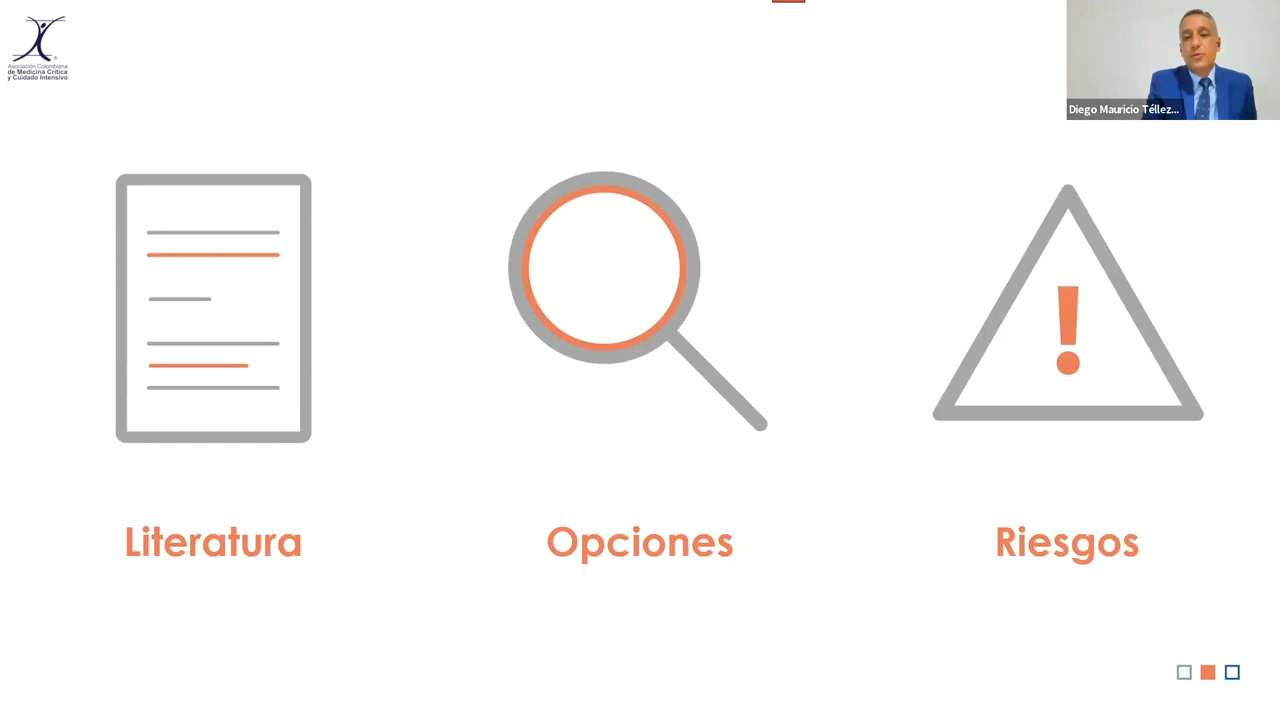 Asociación Colombiana
de Medicina Crítica
y Cuidado Intensivo
Diego Mauricio Téllez...
Literatura
Opciones
Riesgos